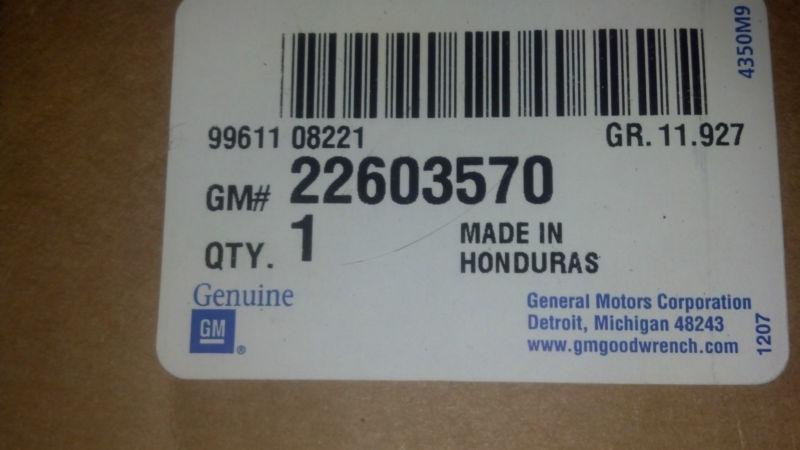 4350M9
99611 08221 GR. 11.927
GM# 22603570
QTY. 1
MADE IN
HONDURAS
Genuine
GM
®
General Motors Corporation
Detroit, Michigan 48243
www.gmgoodwrench.com
1207